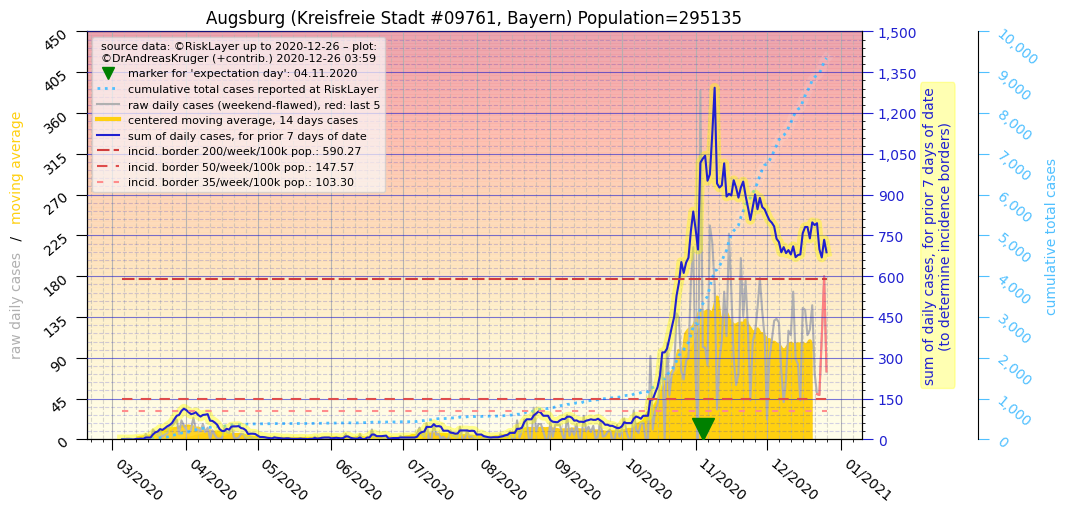 Augsburg (Kreisfreie Stadt #09761, Bayern) Population=295135
source data: ©RiskLayer up to 2020-12-26 – plot:
©DrAndreasKruger (+contrib.) 2020-12-26 03:59
marker for 'expectation day': 04.11.2020
cumulative total cases reported at RiskLayer
raw daily cases (weekend-flawed), red: last 5
centered moving average, 14 days cases
sum of daily cases, for prior 7 days of date
incid. border 200/week/100k pop.: 590.27
incid. border 50/week/100k pop.: 147.57
incid. border 35/week/100k pop.: 103.30
raw daily cases / moving average
450
405
360
315
270
225
180
135
90
45
0
1,500
1,350
1,200
1,050
900
750
600
450
300
150
0
sum of daily cases, for prior 7 days of date
(to determine incidence borders)
10,000
9,000
8,000
7,000
6,000
5,000
4,000
3,000
2,000
1,000
0
cumulative total cases
03/2020
04/2020
05/2020
06/2020
07/2020
08/2020
09/2020
10/2020
11/2020
12/2020
01/2021